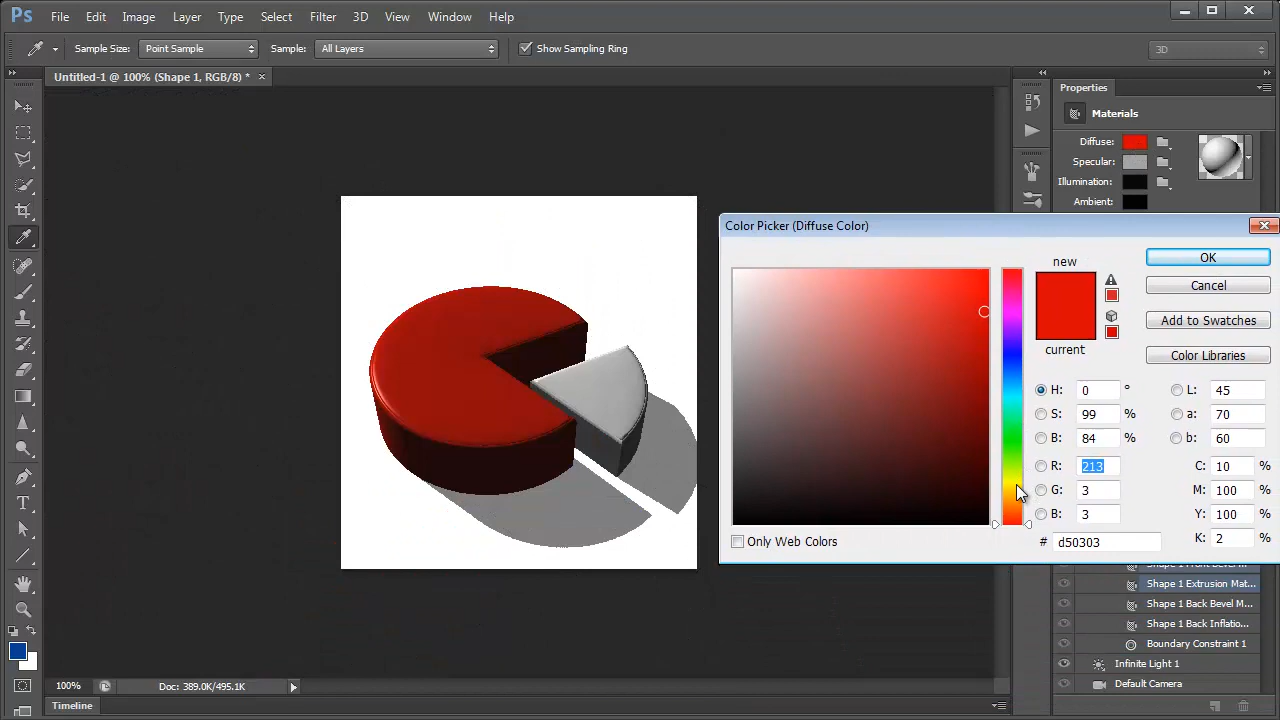 Ps File Edit Image Layer Type Select Filter 3D View Window Help
Sample Size: Point Sample Sample: All Layers Show Sampling Ring 3D
Untitled-1 @ 100% (Shape 1, RGB/8) * ×
Properties
Materials
Diffuse:
Specular:
Illumination:
Ambient:
Color Picker (Diffuse Color)
new
current
OK
Cancel
Add to Swatches
Color Libraries
H: 0 ° L: 45
S: 99 % a: 70
B: 84 % b: 60
R: 213 C: 10 %
G: 3 M: 100 %
B: 3 Y: 100 %
# d50303 K: 2 %
Only Web Colors
Shape 1 Front Bevel ...
Shape 1 Extrusion Mat...
Shape 1 Back Bevel M...
Shape 1 Back Inflatio...
Boundary Constraint 1
Infinite Light 1
Default Camera
100% Doc: 389.0K/495.1K
Timeline